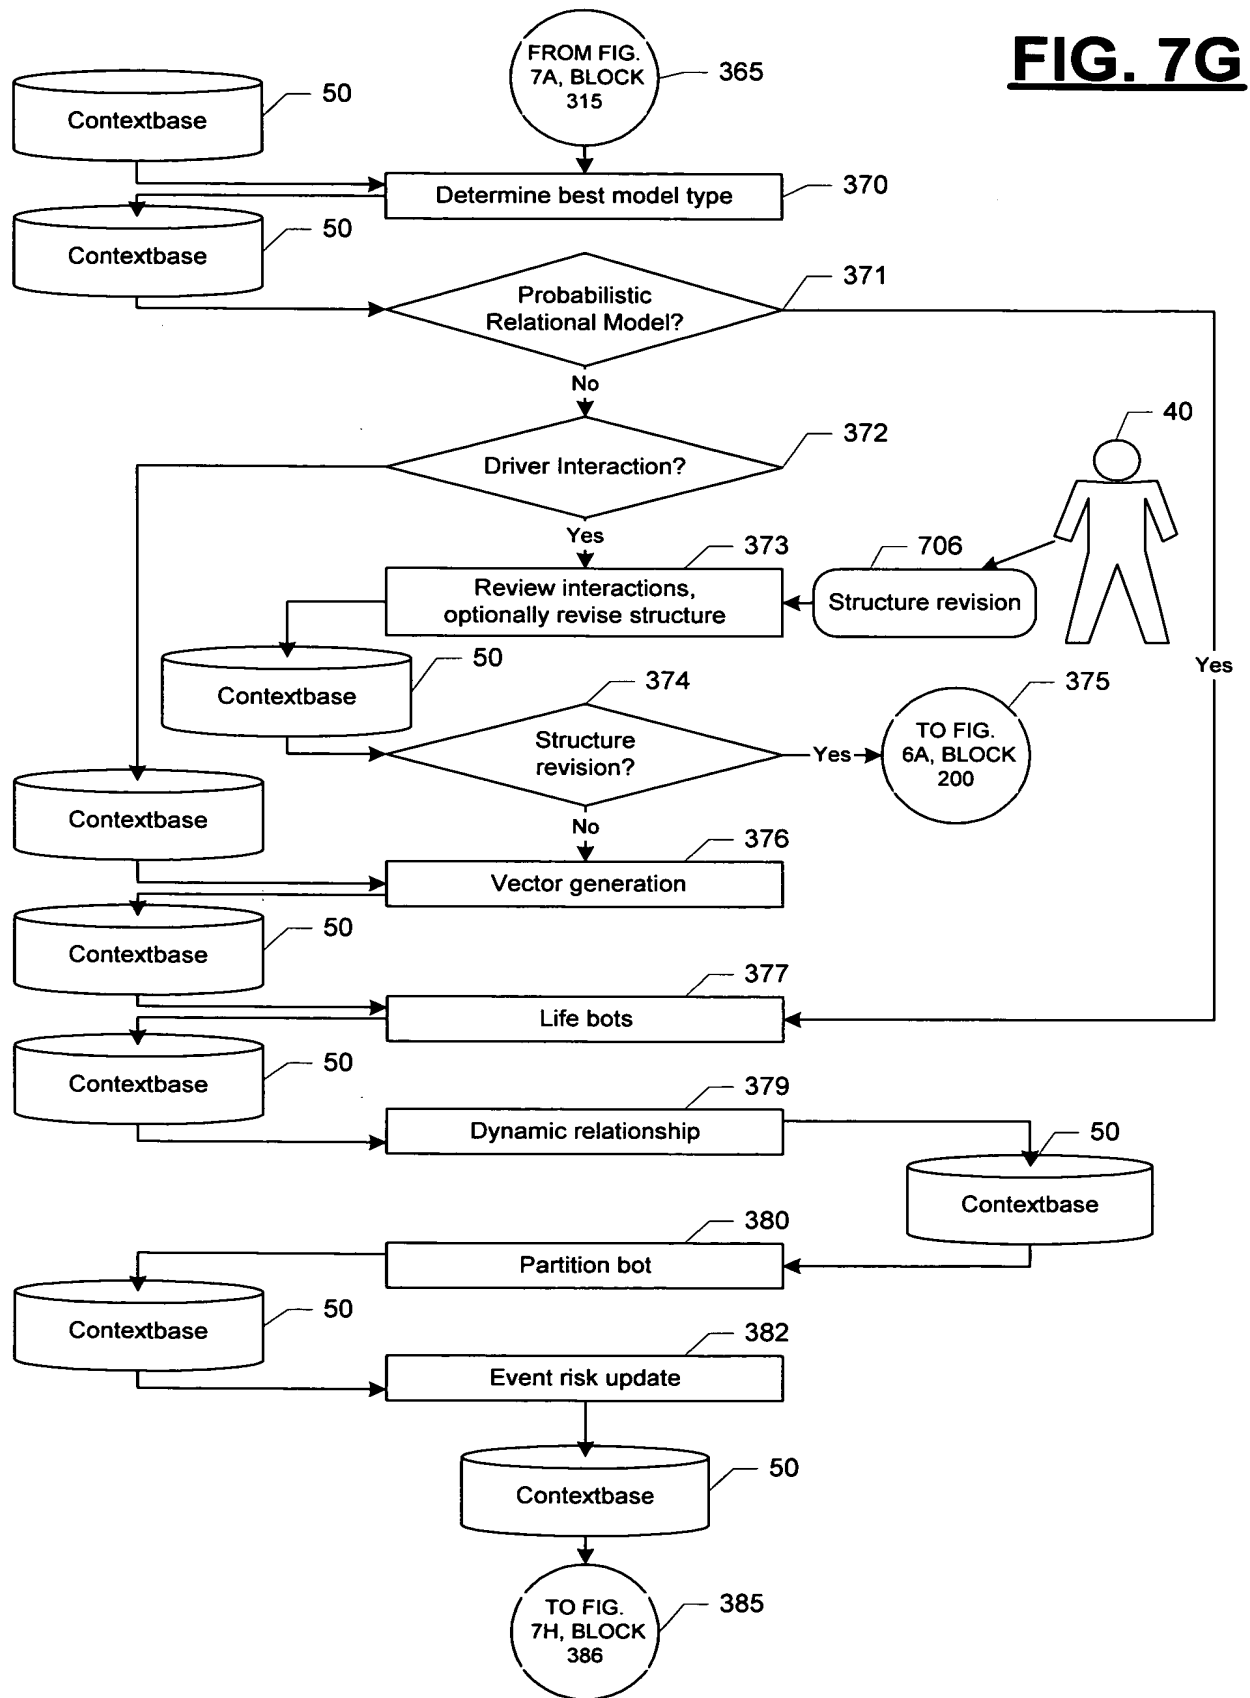 FIG. 7G
FROM FIG.
7A, BLOCK
315
365
50
Contextbase
Determine best model type
370
50
Contextbase
371
Probabilistic
Relational Model?
No
40
372
Driver Interaction?
Yes
373
706
Review interactions,
optionally revise structure
Structure revision
50
Contextbase
Yes
374
375
Structure
revision?
Yes
TO FIG.
6A, BLOCK
200
Contextbase
No
376
Vector generation
50
Contextbase
377
Life bots
50
Contextbase
379
Dynamic relationship
50
Contextbase
380
Partition bot
50
Contextbase
382
Event risk update
50
Contextbase
TO FIG.
7H, BLOCK
386
385